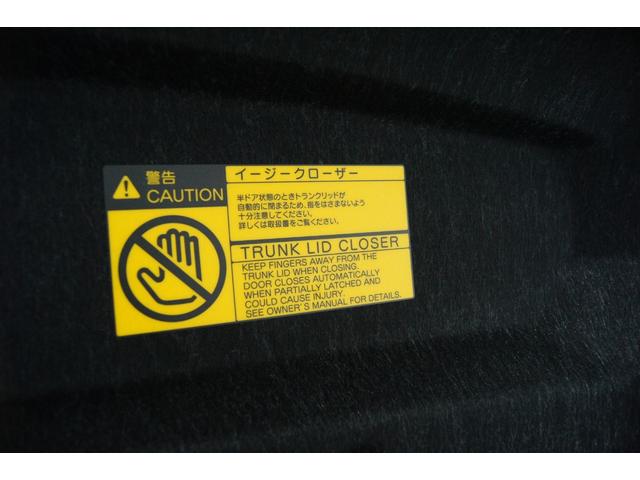 警告
CAUTION
イージークローザー
半ドア状態のときトランクリッドが
自動的に閉まるため、指をはさまないよう
十分注意してください。
詳しくは取扱書をご覧ください。
TRUNK LID CLOSER
KEEP FINGERS AWAY FROM THE
TRUNK LID WHEN CLOSING.
DOOR CLOSES AUTOMATICALLY
WHEN PARTIALLY LATCHED AND
COULD CAUSE INJURY.
SEE OWNER'S MANUAL FOR DETAILS.